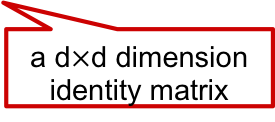 a d×d dimension
identity matrix